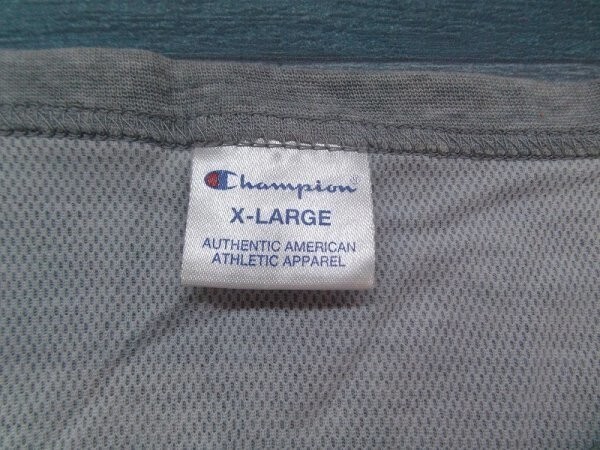 Champion
X-LARGE
AUTHENTIC AMERICAN
ATHLETIC APPAREL